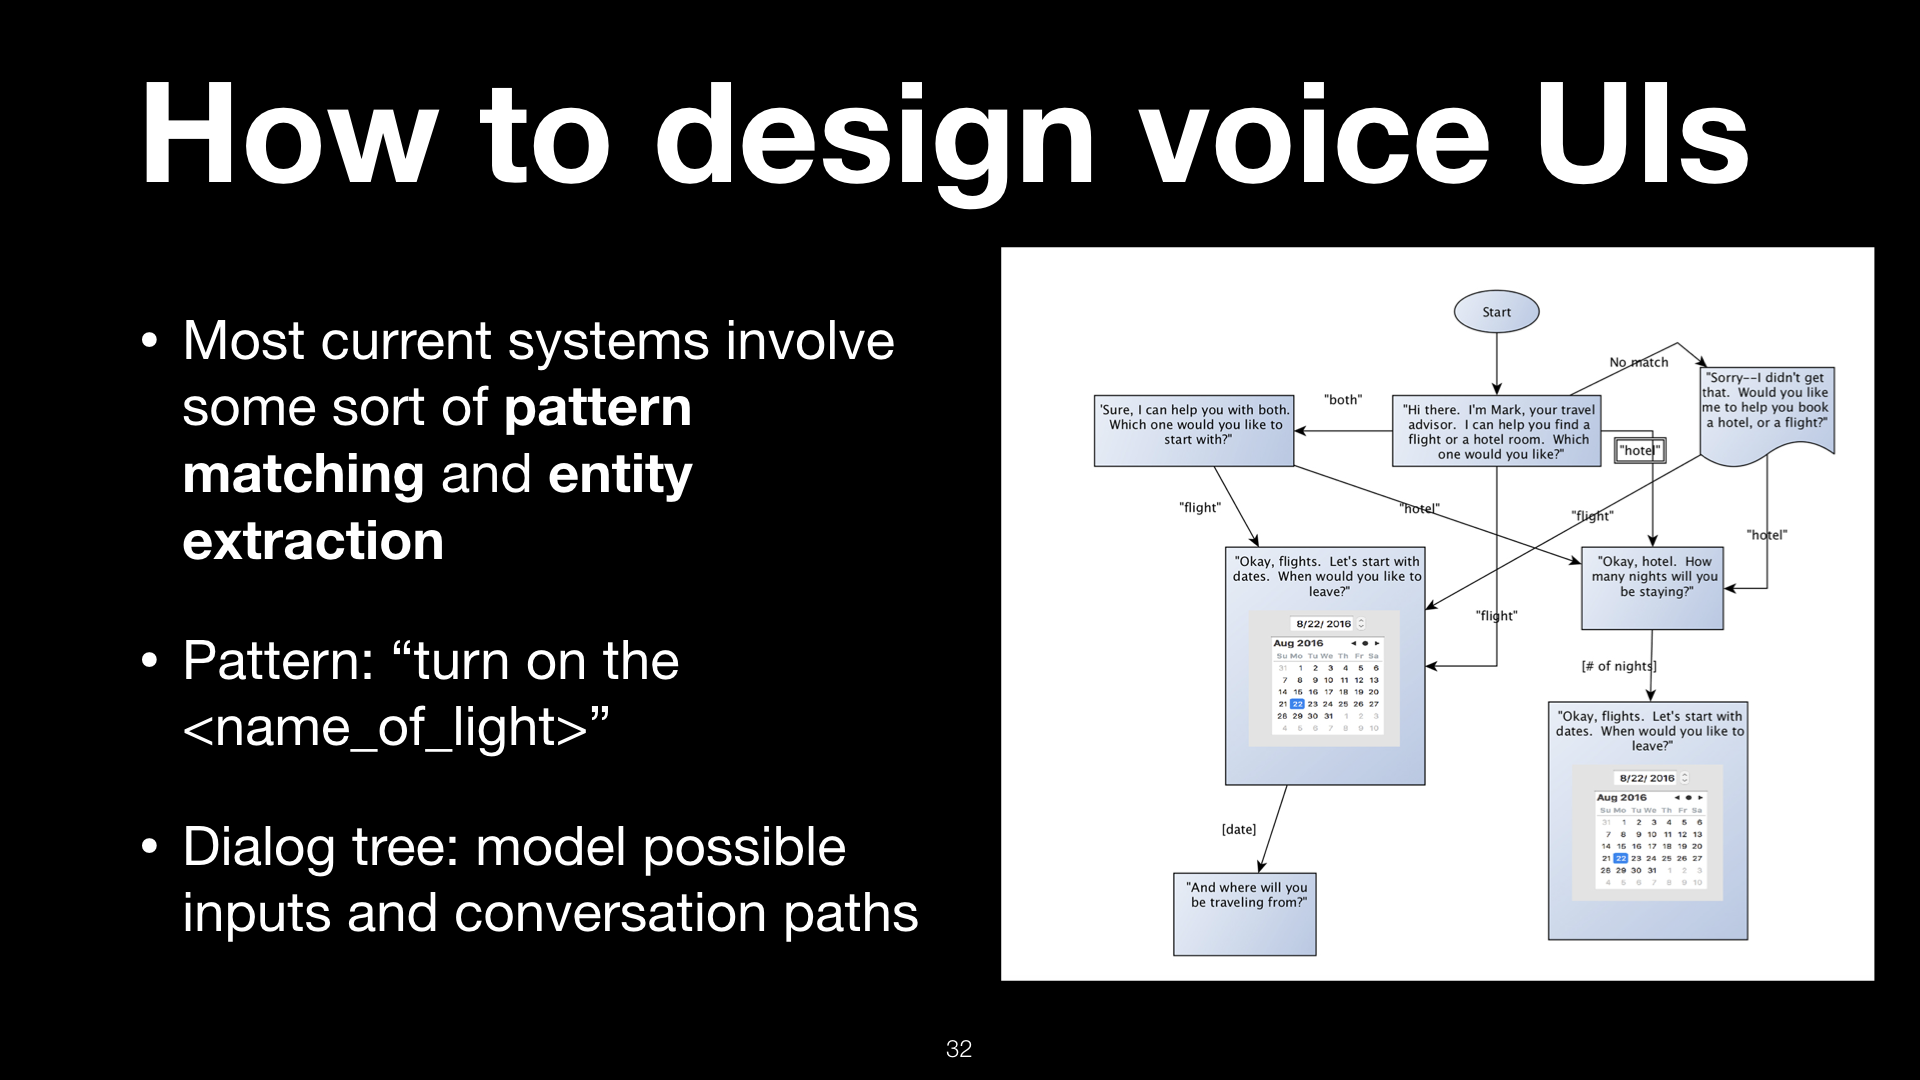 How to design voice UIs
• Most current systems involve
some sort of pattern
matching and entity
extraction
• Pattern: “turn on the
<name_of_light>”
• Dialog tree: model possible
inputs and conversation paths
Start
No match
"Sorry--I didn't get
that. Would you like
me to help you book
a hotel, or a flight?"
'Sure, I can help you with both.
Which one would you like to
start with?"
"both"
"Hi there. I'm Mark, your travel
advisor. I can help you find a
flight or a hotel room. Which
one would you like?"
"hotel"
"flight"
"hotel"
"flight"
"hotel"
"Okay, flights. Let's start with
dates. When would you like to
leave?"
8/22/ 2016
Aug 2016
Su Mo Tu We Th Fr Sa
31 1 2 3 4 5 6
7 8 9 10 11 12 13
14 15 16 17 18 19 20
21 22 23 24 25 26 27
28 29 30 31 1 2 3
4 5 6 7 8 9 10
"flight"
"Okay, hotel. How
many nights will you
be staying?"
[# of nights]
"Okay, flights. Let's start with
dates. When would you like to
leave?"
8/22/ 2016
Aug 2016
Su Mo Tu We Th Fr Sa
31 1 2 3 4 5 6
7 8 9 10 11 12 13
14 15 16 17 18 19 20
21 22 23 24 25 26 27
28 29 30 31 1 2 3
4 5 6 7 8 9 10
[date]
"And where will you
be traveling from?"
32